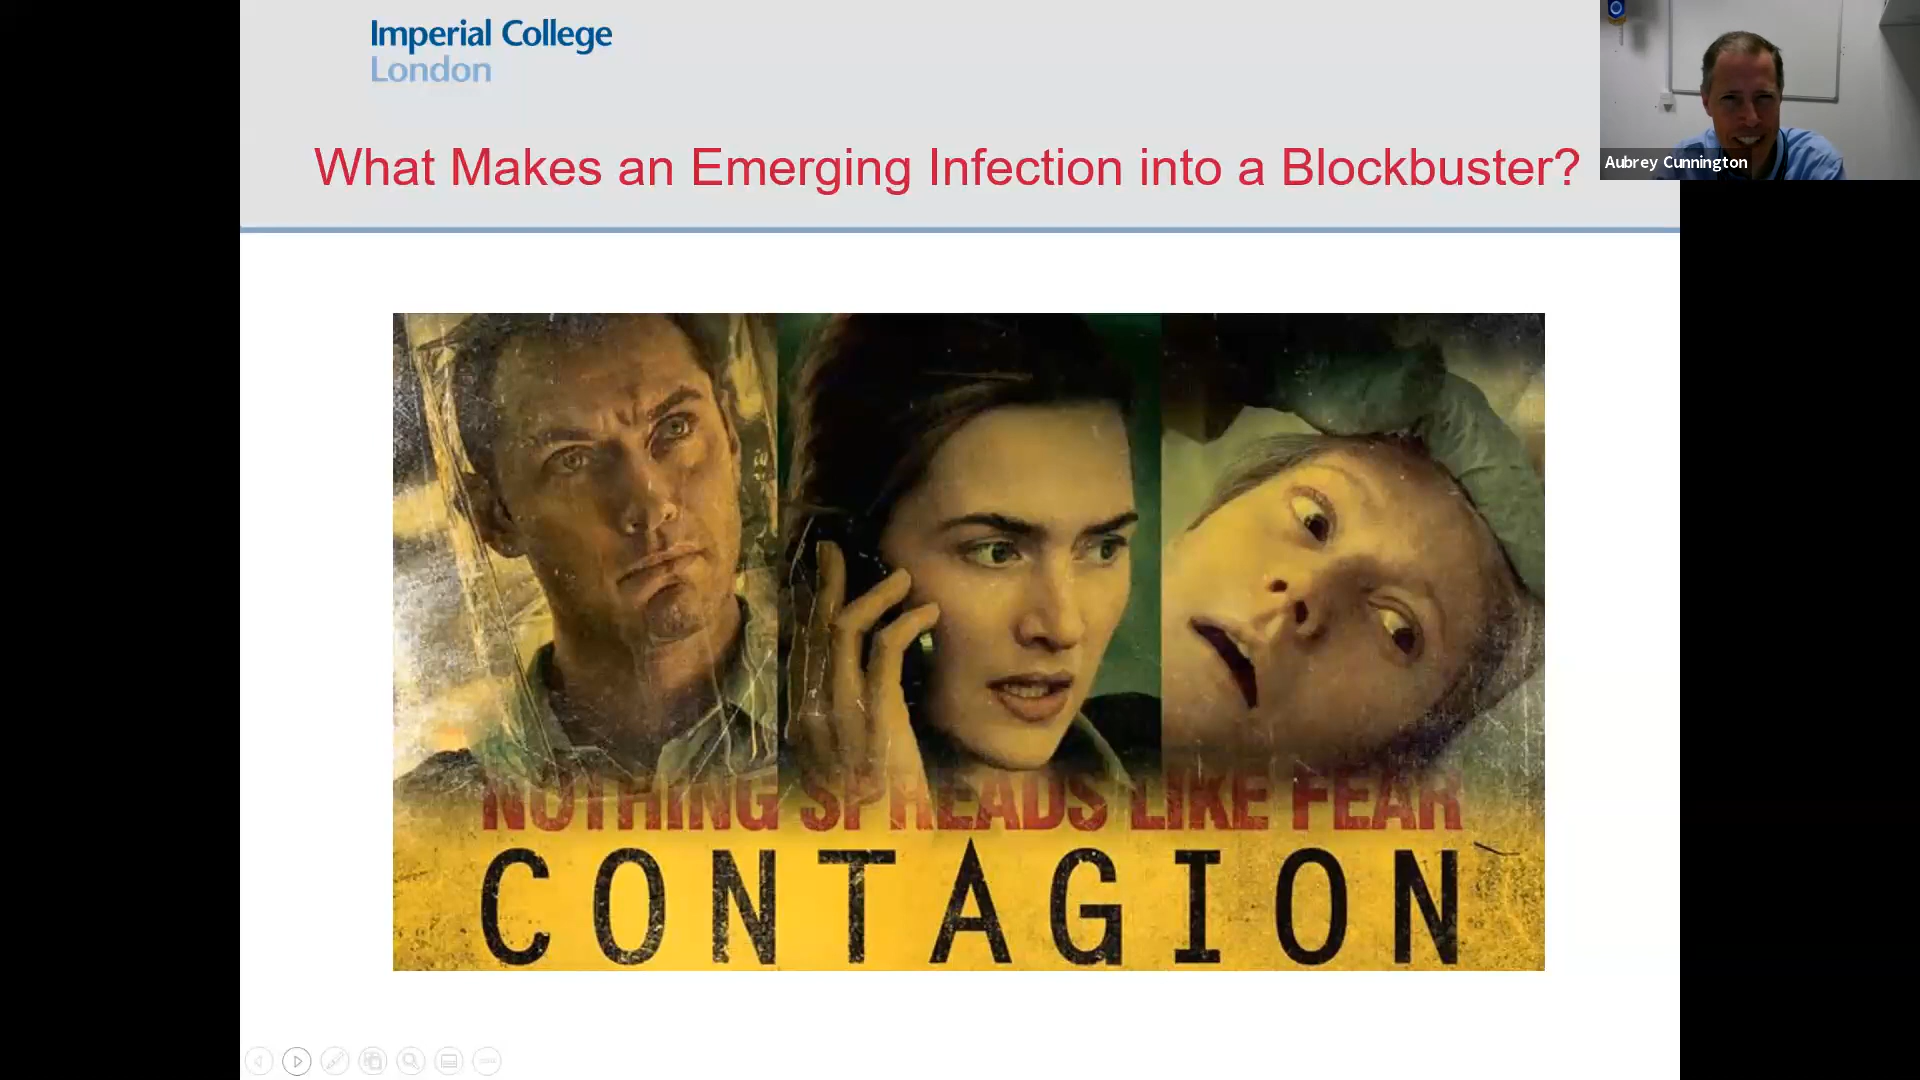 Imperial College
London
What Makes an Emerging Infection into a Blockbuster?
Aubrey Cunnington
NOTHING SPREADS LIKE FEAR
CONTAGION